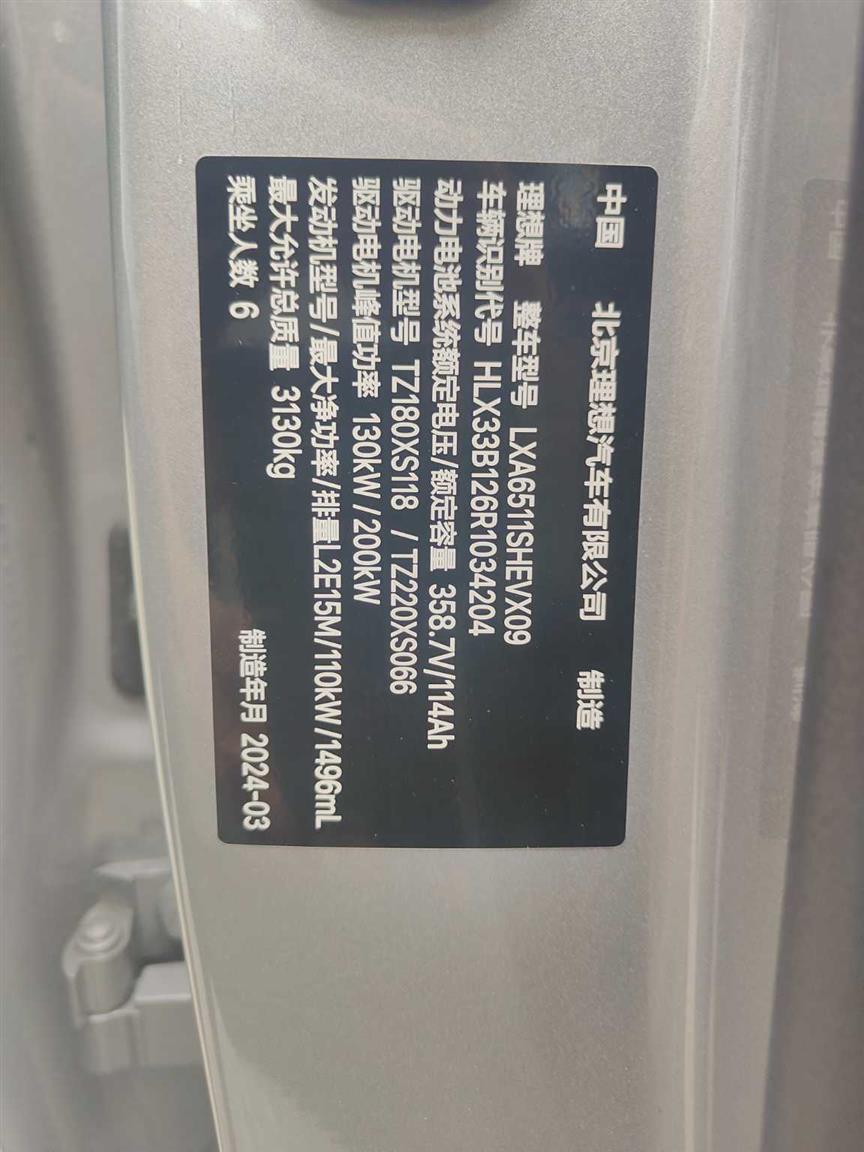 中国 北京理想汽车有限公司 制造
理想牌 整车型号 LXA6511SHEVX09
车辆识别代号 HLX33B126R1034204
动力电池系统额定电压/额定容量 358.7V/114Ah
驱动电机型号 TZ180XS118 /TZ220XS066
驱动电机峰值功率 130kW/200kW
发动机型号/最大净功率/排量L2E15M/110kW/1496mL
最大允许总质量 3130kg
乘坐人数 6 制造年月 2024-03